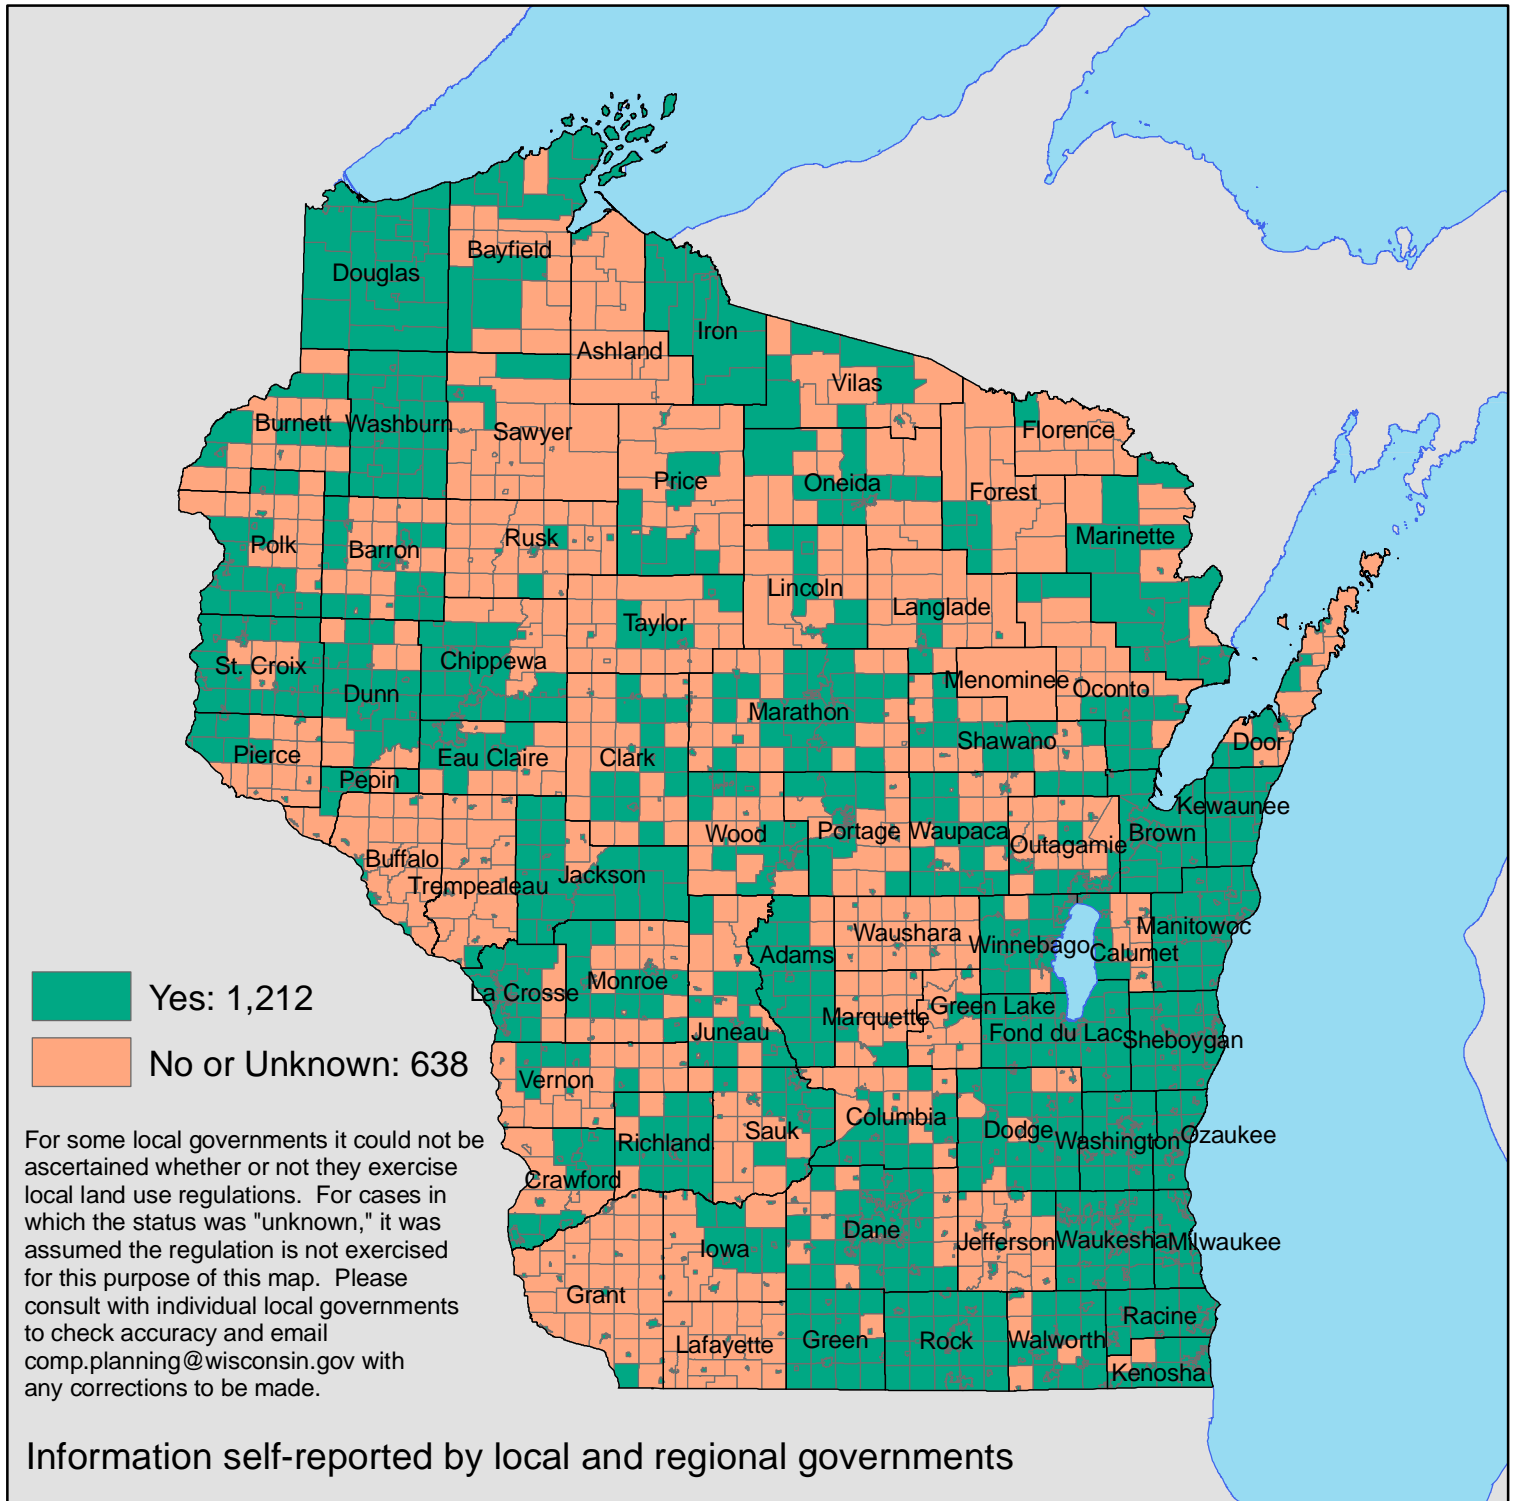 Douglas
Bayfield
Ashland
Iron
Vilas
Burnett
Washburn
Sawyer
Florence
Price
Oneida
Forest
Polk
Barron
Rusk
Marinette
Lincoln
Langlade
Taylor
St. Croix
Chippewa
Dunn
Menominee
Oconto
Marathon
Pierce
Eau Claire
Clark
Shawano
Door
Pepin
Kewaunee
Wood
Portage
Waupaca
Outagamie
Brown
Buffalo
Trempealeau
Jackson
Manitowoc
Waushara
Winnebago
Calumet
Adams
Monroe
La Crosse
Marquette
Green Lake
Juneau
Fond du Lac
Sheboygan
Vernon
Columbia
Sauk
Richland
Dodge
Washington
Ozaukee
Crawford
Dane
Iowa
Jefferson
Waukesha
Milwaukee
Grant
Lafayette
Green
Rock
Walworth
Racine
Kenosha
Yes: 1,212
No or Unknown: 638
For some local governments it could not be
ascertained whether or not they exercise
local land use regulations. For cases in
which the status was "unknown," it was
assumed the regulation is not exercised
for this purpose of this map. Please
consult with individual local governments
to check accuracy and email
comp.planning@wisconsin.gov with
any corrections to be made.
Information self-reported by local and regional governments